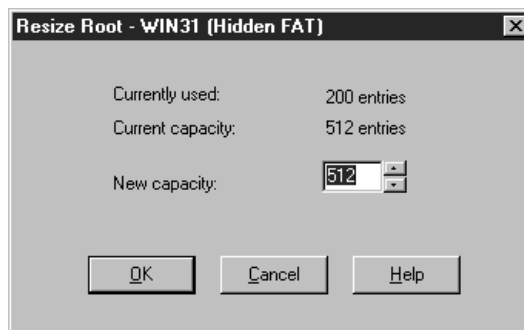 Resize Root - WIN31 (Hidden FAT)
Currently used: 200 entries
Current capacity: 512 entries
New capacity: 512
OK Cancel Help